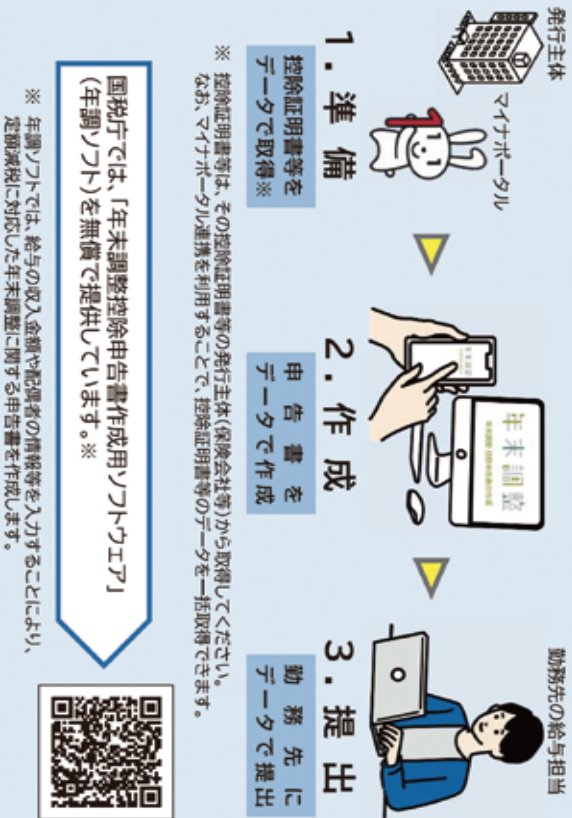 発行主体
マイナポータル
1. 準備
控除証明書等を
データで取得※
2. 作成
年末調整
申告書を
データで作成
勤務先の給与担当
3. 提出
勤務先に
データで提出
※ 控除証明書等は、その控除証明書等の発行主体(保険会社等)から取得してください。
なお、マイナポータル連携を利用することで、控除証明書等のデータを一括取得できます。
国税庁では、「年末調整控除申告書作成用ソフトウェア」
(年調ソフト)を無償で提供しています。※
※ 年調ソフトでは、給与の収入金額や配偶者の情報等を入力することにより、
定額減税に対応した年末調整に関する申告書を作成します。